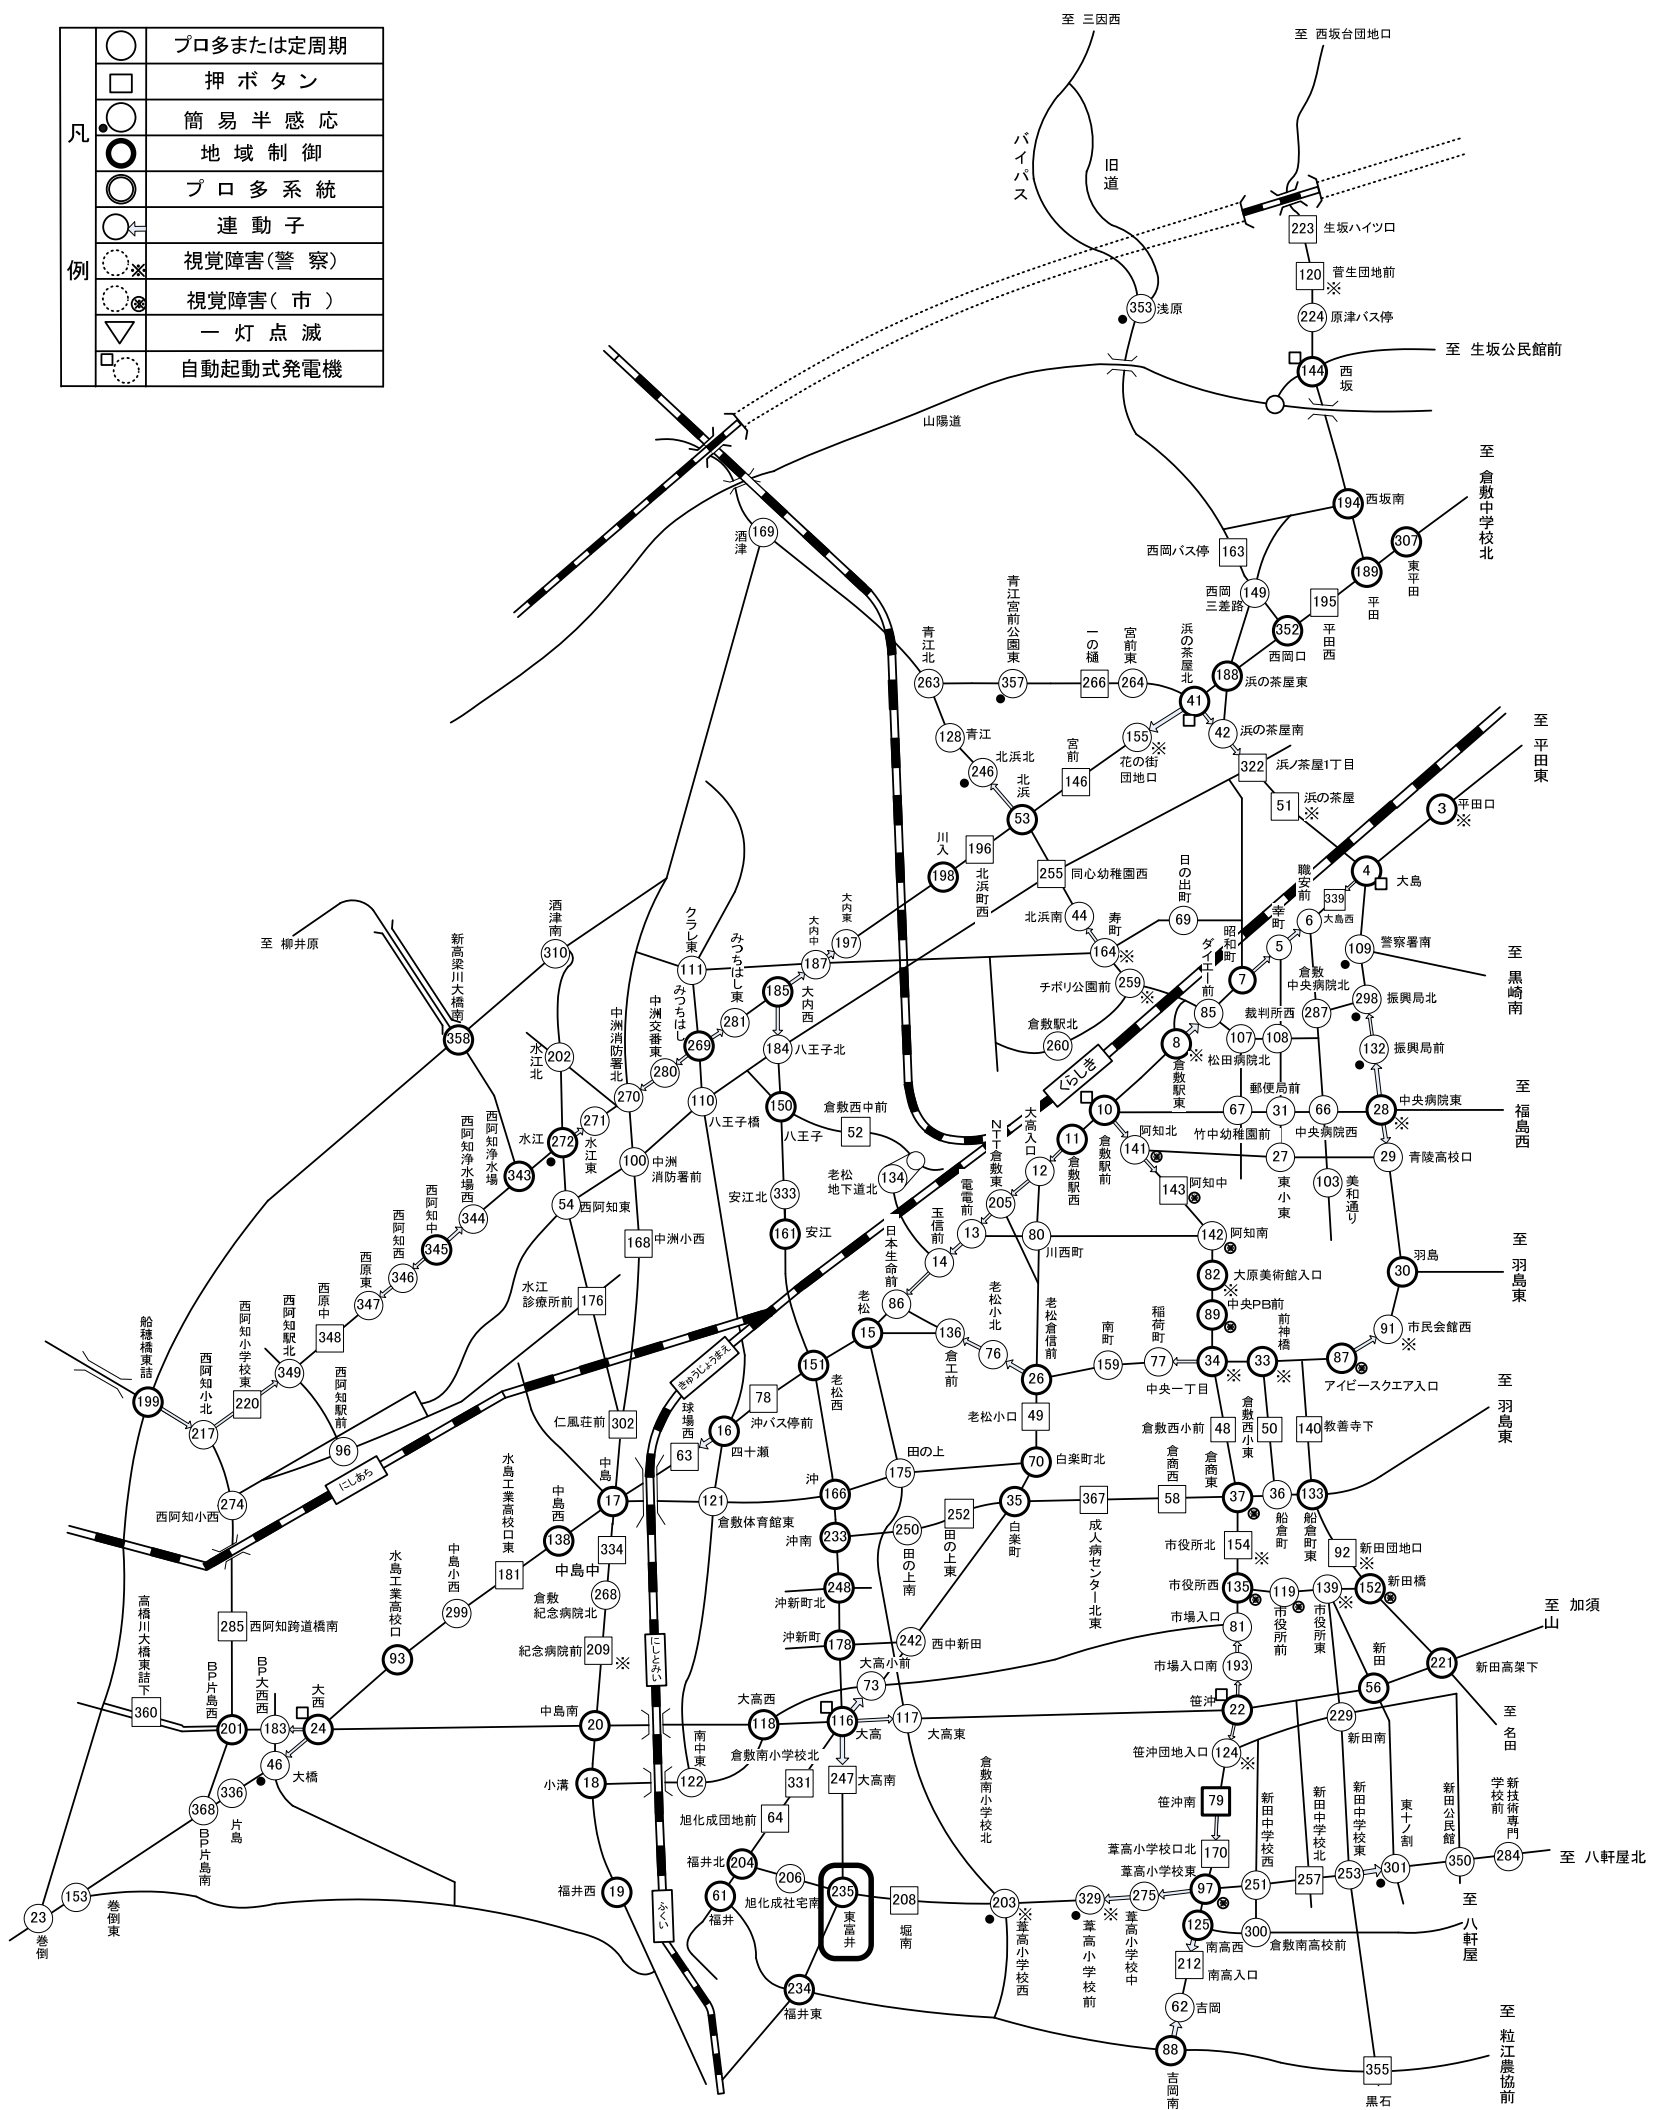 凡例
プロ多または定周期
押ボタン
簡易半感応
地域制御
プロ多系統
連動子
※
視覚障害(警察)
※
視覚障害(市)
一灯点滅
自動起動式発電機
至 三因西
至 西坂台団地口
バイパス
旧道
223 生坂ハイツロ
120 菅生団地前
※
353 浅原
224 原津バス停
至 生坂公民館前
144 西坂
山陽道
至 倉敷中学校北
194 西坂南
169 酒津
307 東平田
西岡バス停 163
189 平田
149 西岡三差路
195 平田西
352 西岡口
263 青江北
357 青江宮前公園東
266 一の樋
264 宮前東
41 浜の茶屋北
188 浜の茶屋東
至 平田東
128 青江
155 花の街団地口
※
42 浜の茶屋南
246 北浜北
146 宮前
322 浜ノ茶屋1丁目
51 浜の茶屋
※
3 平田口
※
53 北浜
196 北浜町西
198 川入
255 同心幼稚園西
4 大島
339 大島西
44 北浜南
69 日の出町
6 職安前
197 大内東
187 大内中
164 寿町
※
5 幸町
109 警察署南
至 柳井原
310 酒津南
111 クラレ東
7 昭和町
至 黒崎南
185 大内西
チボリ公園前 259
※
85 ダイエー前
倉敷中央病院北 287
298 振興局北
281 みつちはし東
358 新高梁川大橋南
269 みつちはし
184 八王子北
倉敷駅北 260
8 倉敷駅東
※
107 松田病院北
108 裁判所西
132 振興局前
202 水江北
280 中洲交番東
くらしき
270 中洲消防署北
110 八王子橋
150 八王子
10 倉敷駅前
67 竹中幼稚園前
31 郵便局前
66 中央病院西
28 中央病院東
※
至 福島西
271 水江東
倉敷西中前 52
水江 272
11 倉敷駅西
141 阿知北
※
27 東小東
29 青陵高校口
100 中洲消防署前
12 大高入口
343 西阿知浄水場
134 老松地下道北
143 阿知中
※
103 美和通り
333 安江北
54 西阿知東
205 NTT倉敷東
344 西阿知浄水場西
161 安江
13 電電前
80 川西町
142 阿知南
※
168 中洲小西
345 西阿知中
14 玉信前
82 大原美術館入口
※
30 羽島
至 羽島東
346 西阿知西
水江診療所前 176
347 西原東
86 日本生命前
89 中央PB前
※
15 老松
136 倉工前
91 市民会館西
※
348 西原中
76 老松小北
159 南町
77 稲荷町
34 中央一丁目
※
33 前神橋
※
87 アイビースクエア入口
※
349 西阿知駅北
151 老松西
26 老松倉信前
きゅうじょうまえ
199 船穂橋東詰
220 西阿知小学校東
78 沖バス停前
49 老松小口
至 羽島東
217 西阿知小北
仁風荘前 302
16 四十瀬
倉敷西小前 48
50 倉敷西小東
140 教善寺下
96 西阿知駅前
63 球場西
70 白楽町北
にしあち
175 田の上
274 西阿知小西
17 中島
121 倉敷体育館東
166 沖
35 白楽町
367 成人病センター北東
58 倉商西
37 倉商東
※
36 船倉町
133 船倉町東
252 田の上東
138 中島西
233 沖南
250 田の上南
334 中島中
市役所北 154
※
92 新田団地口
※
181 水島工業高校口東
268 倉敷紀念病院北
248 沖新町北
市役所西 135
※
119 市役所前
※
139 市役所東
※
152 新田橋
※
299 中島小西
至 加須山
285 西阿知跨道橋南
市場入口 81
242 西中新田
178 沖新町
209 紀念病院前
※
にしとみい
93 水島工業高校口
市場入口南 193
221 新田高架下
73 大高小前
56 新田
360 高橋川大橋東詰下
笹沖 22
至 名田
201 BP片島西
183 BP大西西
24 大西
中島南 20
118 大高西
116 大高
117 大高東
229 新田南
46 大橋
笹沖団地入口 124
※
小溝 18
122 南中東
倉敷南小学校北 331
247 大高南
336 片島
368 BP片島南
旭化成団地前 64
倉敷南小学校北
笹沖南 79
葦高小学校口北 170
新田中学校西 251
新田中学校北 257
新田中学校東 253
東十ノ割 301
新田公民館 350
新技術専門学校前 284
至 八軒屋北
福井北 204
206 旭化成社宅南
235 東富井
208 堀南
203 葦高小学校西
※
329 葦高小学校前
※
275 葦高小学校中
葦高小学校東 97
※
福井西 19
61 福井
ふくい
23 巻倒
153 巻倒東
125 南高西
300 倉敷南高校前
至 八軒屋
212 南高入口
234 福井東
62 吉岡
88 吉岡南
355 黒石
至 粒江農協前